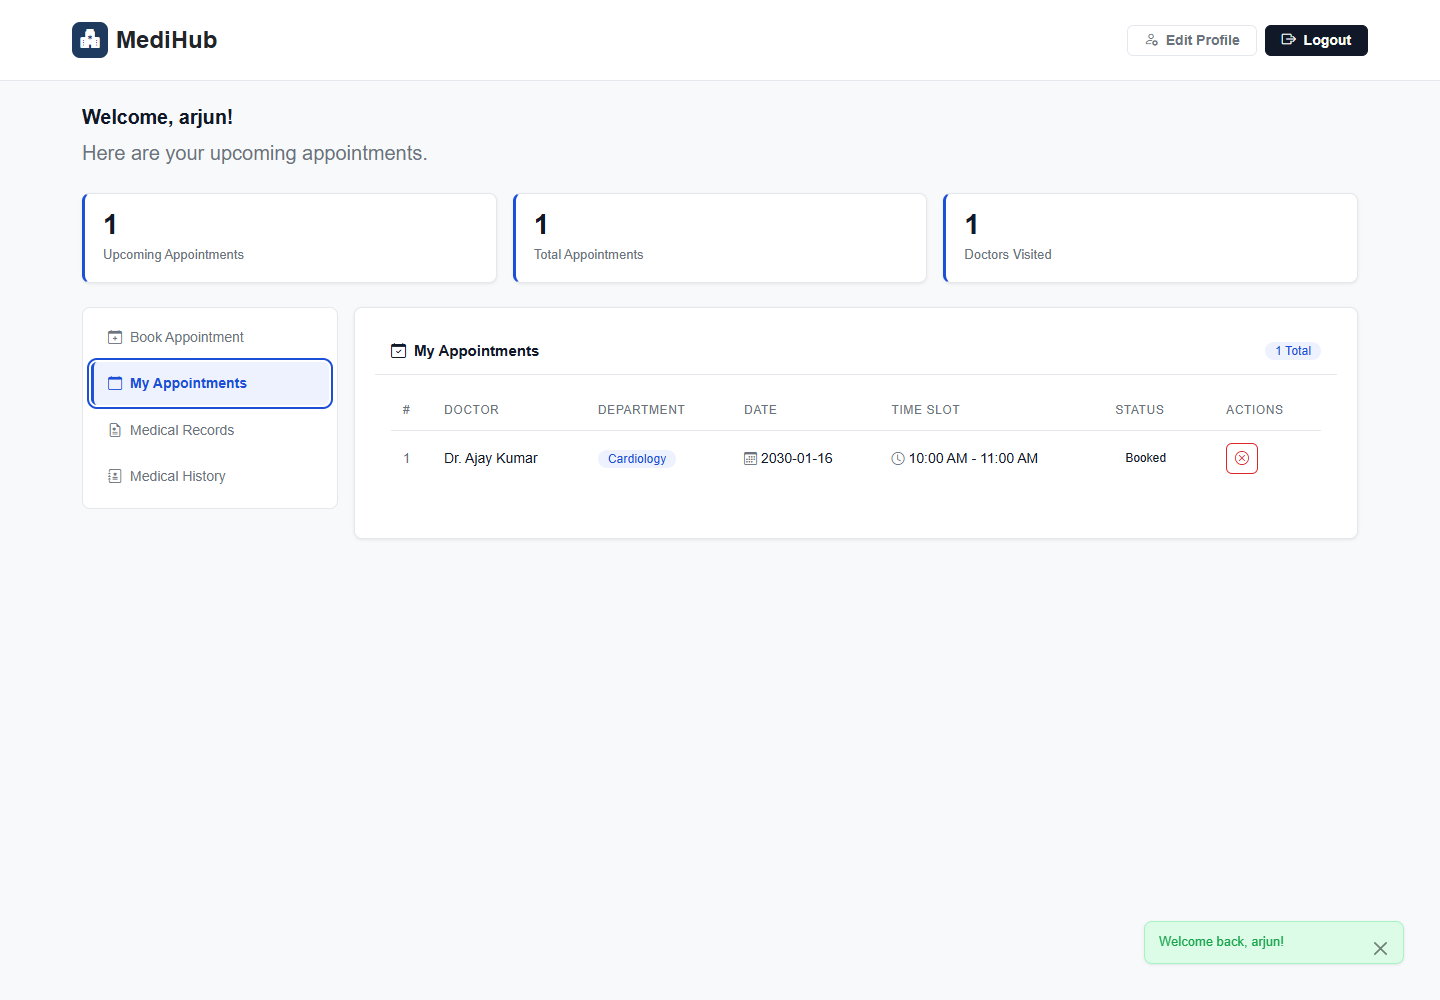 MediHub
Edit Profile
Logout
Welcome, arjun!
Here are your upcoming appointments.
1
Upcoming Appointments
1
Total Appointments
1
Doctors Visited
Book Appointment
My Appointments
Medical Records
Medical History
My Appointments
1 Total
# DOCTOR DEPARTMENT DATE TIME SLOT STATUS ACTIONS
1 Dr. Ajay Kumar Cardiology 2030-01-16 10:00 AM - 11:00 AM Booked
Welcome back, arjun!